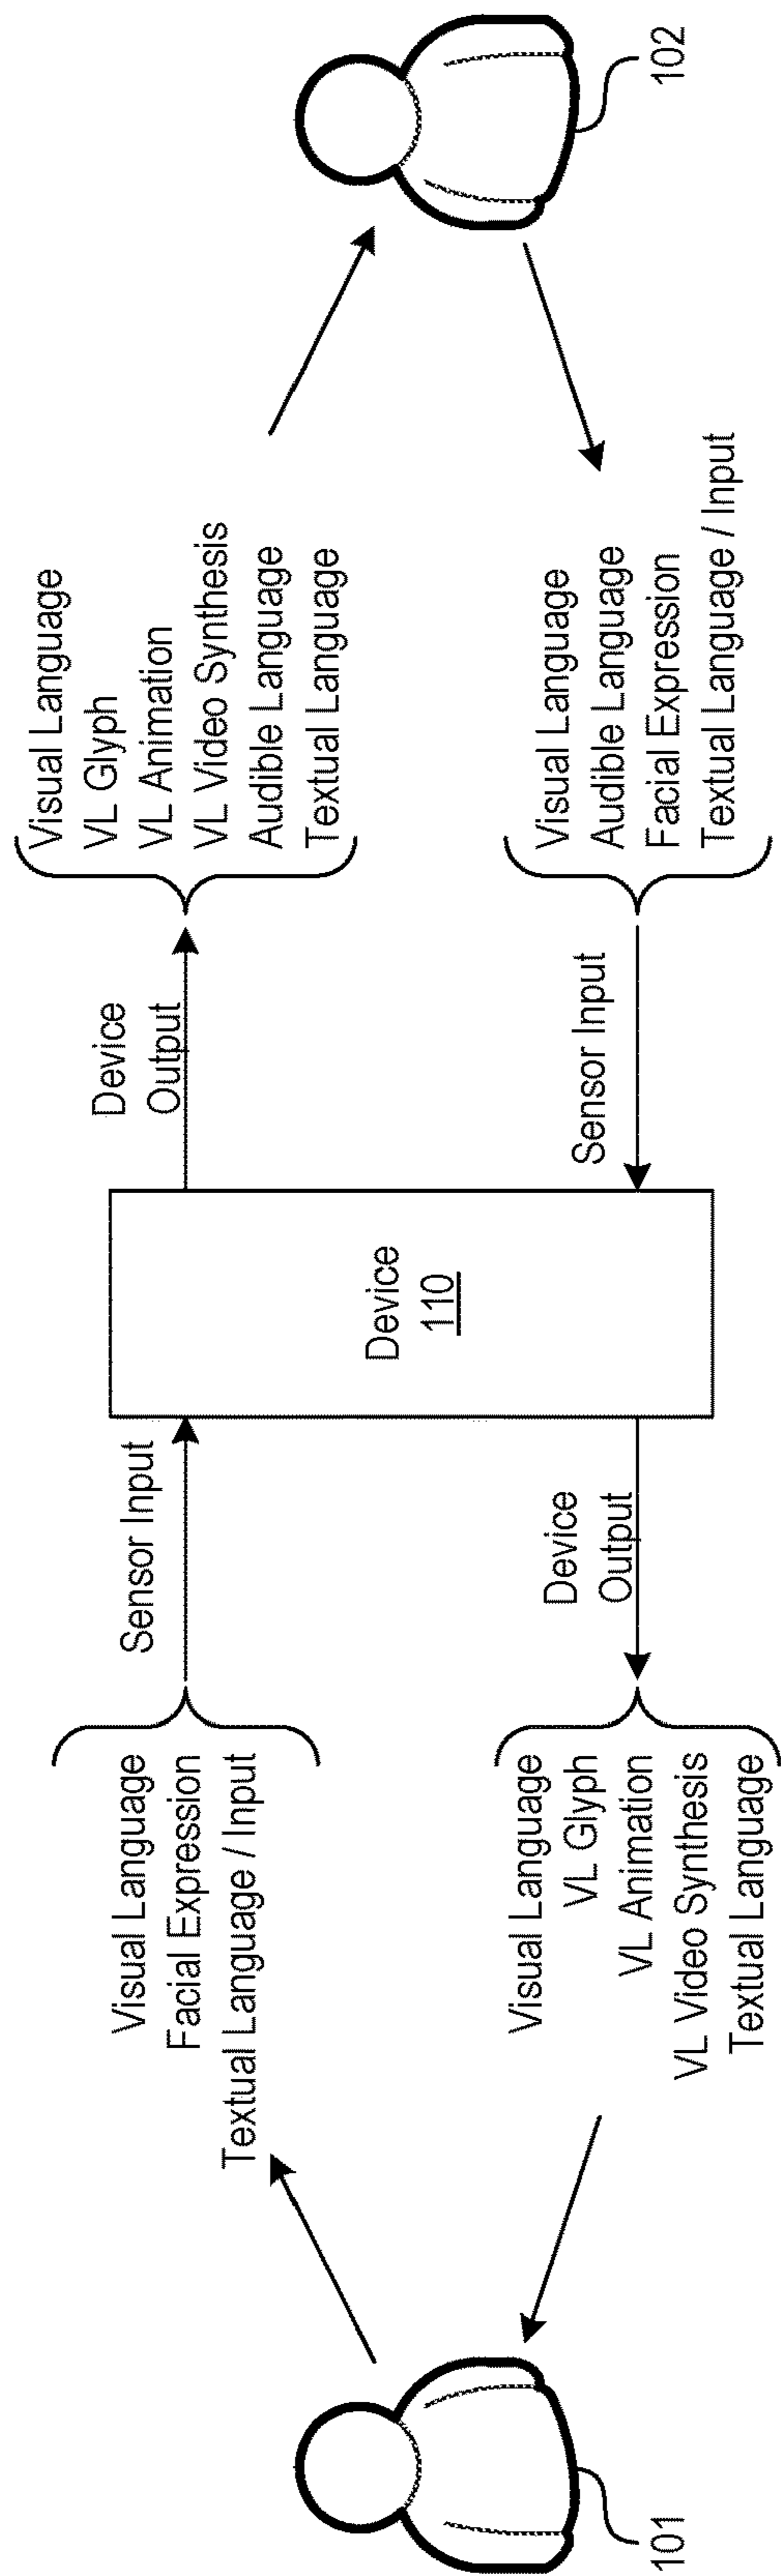 Visual Language
Facial Expression
Textual Language / Input
Sensor Input
Device
Output
Visual Language
VL Glyph
VL Animation
VL Video Synthesis
Audible Language
Textual Language
Device
110
Visual Language
VL Glyph
VL Animation
VL Video Synthesis
Textual Language
Device
Output
Sensor Input
Visual Language
Audible Language
Facial Expression
Textual Language / Input
101
102